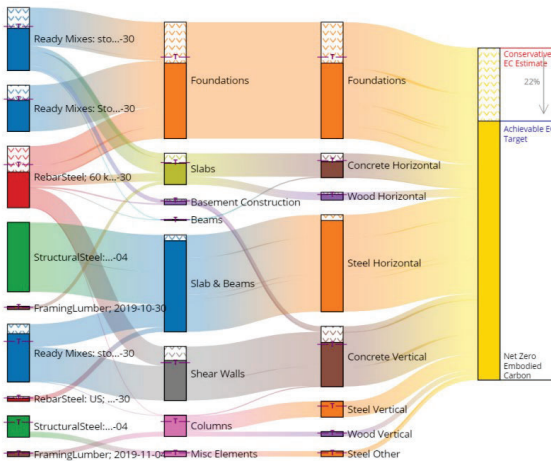 Ready Mixes: sto...-30
Ready Mixes: Sto...-30
RebarSteel; 60 k...-30
StructuralSteel:...-04
FramingLumber; 2019-10-30
Ready Mixes: sto...-30
RebarSteel: US; ...-30
StructuralSteel:...-04
FramingLumber; 2019-11-0
Foundations
Slabs
Basement Construction
Beams
Slab & Beams
Shear Walls
Columns
Misc Elements
Foundations
Concrete Horizontal
Wood Horizontal
Steel Horizontal
Concrete Vertical
Steel Vertical
Wood Vertical
Steel Other
Conservative
EC Estimate
22%
Achievable E
Target
Net Zero
Embodied
Carbon